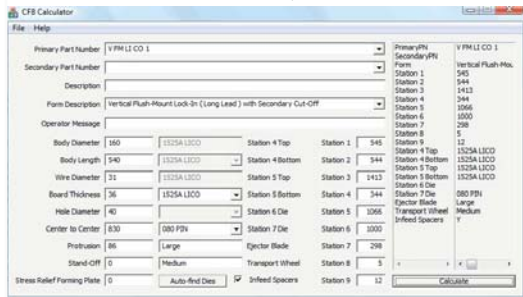 CF8 Calculator
File Help
Primary Part Number V FM LI CO 1
Secondary Part Number
Description
Form Description Vertical Flush-Mount Lock-In ( Long Lead ) with Secondary Cut-Off
Operator Message
Body Diameter 160 1525A LICO Station 4 Top Station 1 545
Body Length 540 1525A LICO Station 4 Bottom Station 2 544
Wire Diameter 31 1525A LICO Station 5 Top Station 3 1413
Board Thickness 36 1525A LICO Station 5 Bottom Station 4 344
Hole Diameter 40 Station 6 Die Station 5 1066
Center to Center 830 080 PIN Station 7 Die Station 6 1000
Protrusion 86 Large Ejector Blade Station 7 298
Stand-Off 0 Medium Transport Wheel Station 8 5
Stress Relief Forming Plate 0 Auto-find Dies Infeed Spacers Station 9 12
PrimaryPN V FM LI CO 1
SecondaryPN
Form Vertical Flush-Mou
Station 1 545
Station 2 544
Station 3 1413
Station 4 344
Station 5 1066
Station 6 1000
Station 7 298
Station 8 5
Station 9 12
Station 4 Top 1525A LICO
Station 4 Bottom 1525A LICO
Station 5 Top 1525A LICO
Station 5 Bottom 1525A LICO
Station 6 Die
Station 7 Die 080 PIN
Ejector Blade Large
Transport Wheel Medium
Infeed Spacers Y
Calculate